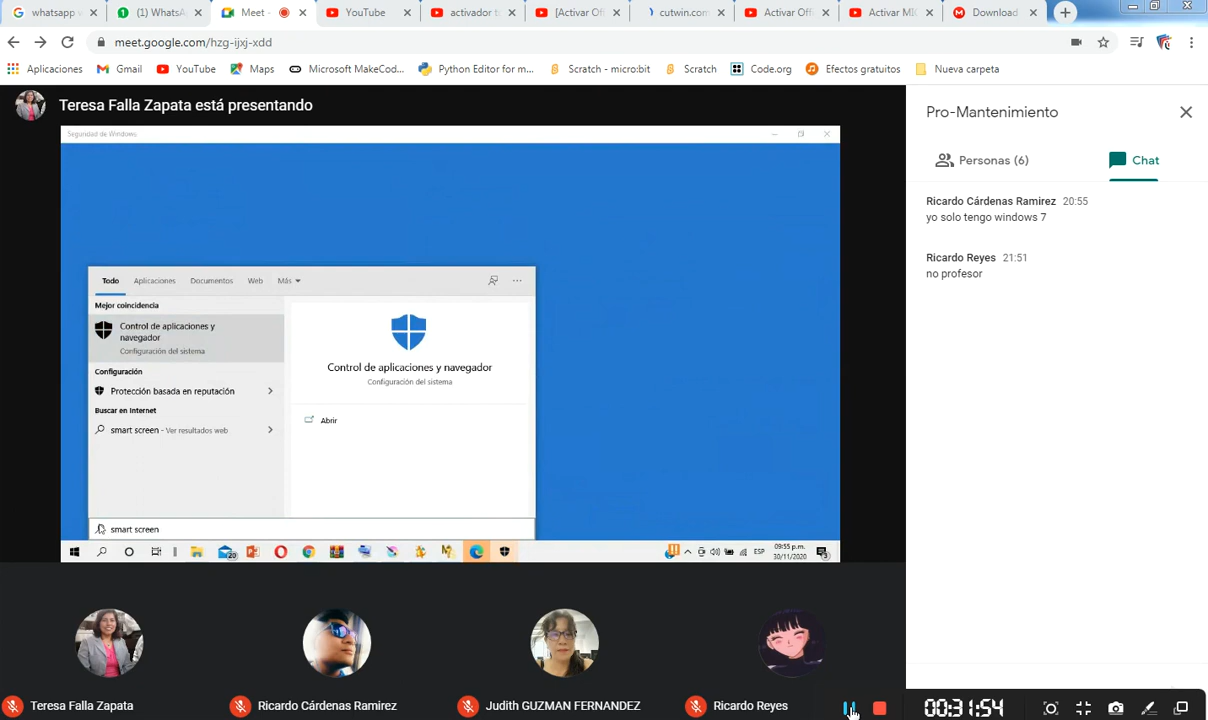 whatsapp w
(1) WhatsA
Meet -
YouTube
activador t
[Activar Of
cutwin.com
Activar Off
Activar MI
Download
meet.google.com/hzg-ijxj-xdd
Aplicaciones
Gmail
YouTube
Maps
Microsoft MakeCod...
Python Editor for m...
Scratch - micro:bit
Scratch
Code.org
Efectos gratuitos
Nueva carpeta
Teresa Falla Zapata está presentando
Seguridad de Windows
Todo
Aplicaciones
Documentos
Web
Más
Mejor coincidencia
Control de aplicaciones y
navegador
Configuración del sistema
Configuración
Protección basada en reputación
Buscar en Internet
smart screen - Ver resultados web
Control de aplicaciones y navegador
Configuración del sistema
Abrir
smart screen
20
ESP
09:55 p.m.
30/11/2020
3
Pro-Mantenimiento
Personas (6)
Chat
Ricardo Cárdenas Ramirez 20:55
yo solo tengo windows 7
Ricardo Reyes 21:51
no profesor
Teresa Falla Zapata
Ricardo Cárdenas Ramirez
Judith GUZMAN FERNANDEZ
Ricardo Reyes
00:31:54